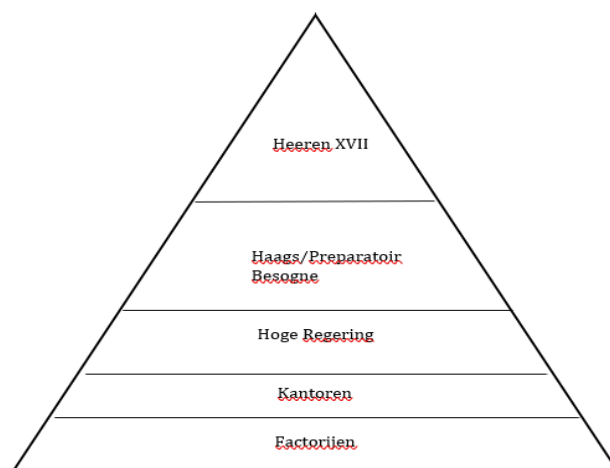 Heeren XVII
Haags/Preparatoir
Besogne
Hoge Regering
Kantoren
Factorijen